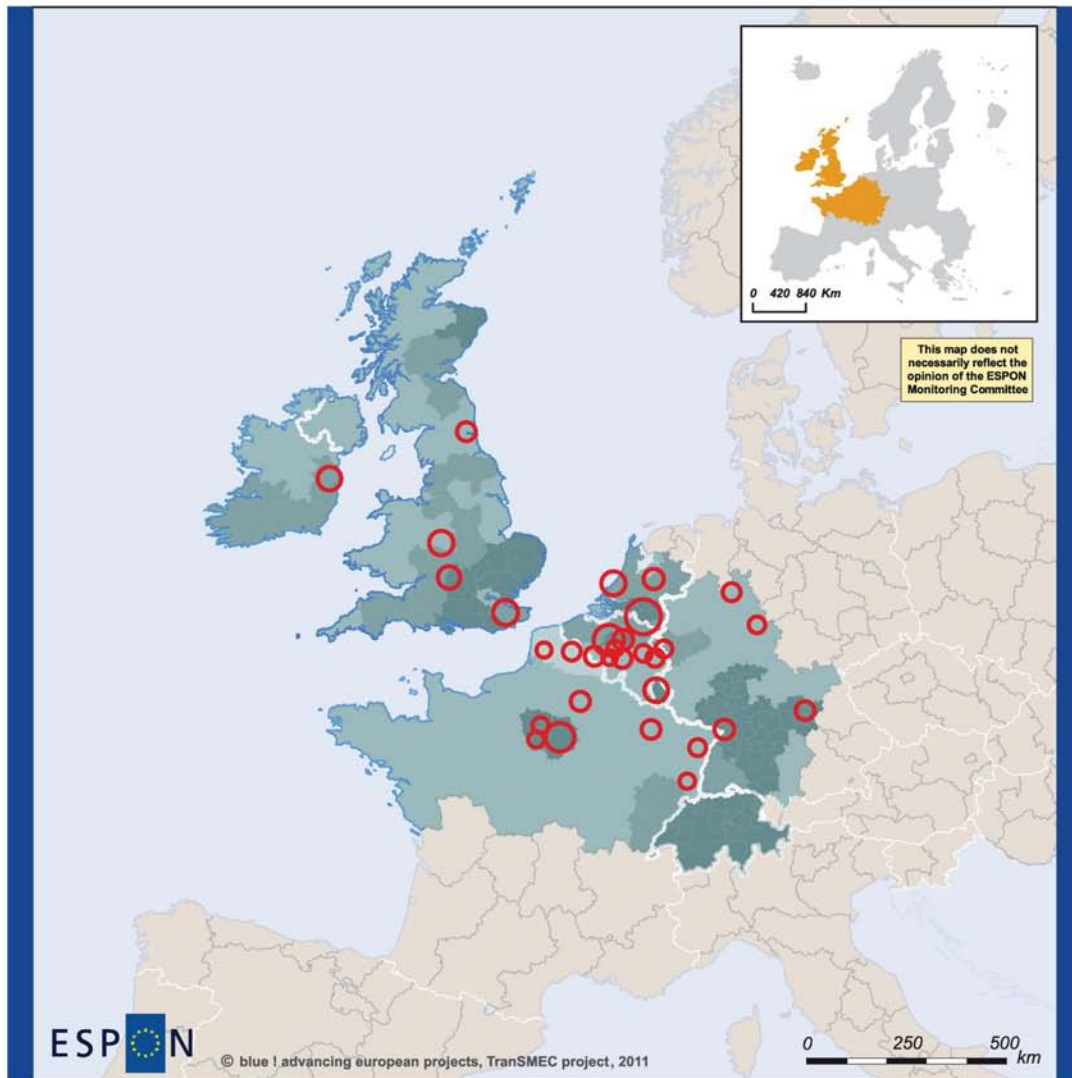 0 420 840 Km
This map does not
necessarily reflect the
opinion of the ESPON
Monitoring Committee
ESPON
© blue ! advancing european projects, TranSMEC project, 2011
0 250 500
km